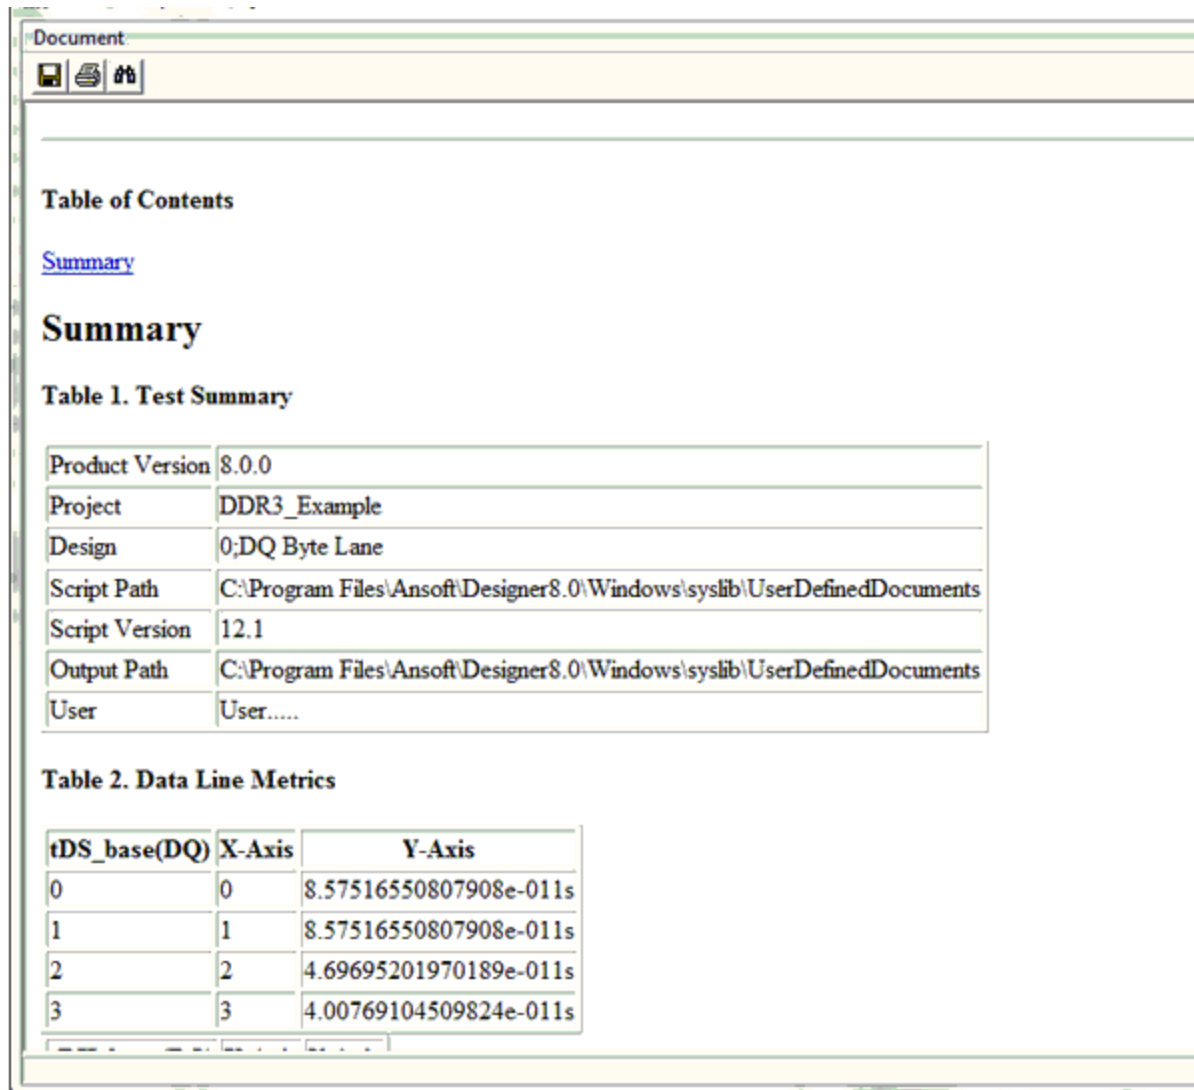 Document
Table of Contents
Summary
Summary
Table 1. Test Summary
Product Version 8.0.0
Project DDR3_Example
Design 0;DQ Byte Lane
Script Path C:\Program Files\Ansoft\Designer8.0\Windows\syslib\UserDefinedDocuments
Script Version 12.1
Output Path C:\Program Files\Ansoft\Designer8.0\Windows\syslib\UserDefinedDocuments
User User.....
Table 2. Data Line Metrics
tDS_base(DQ) X-Axis Y-Axis
0 0 8.57516550807908e-011s
1 1 8.57516550807908e-011s
2 2 4.69695201970189e-011s
3 3 4.00769104509824e-011s